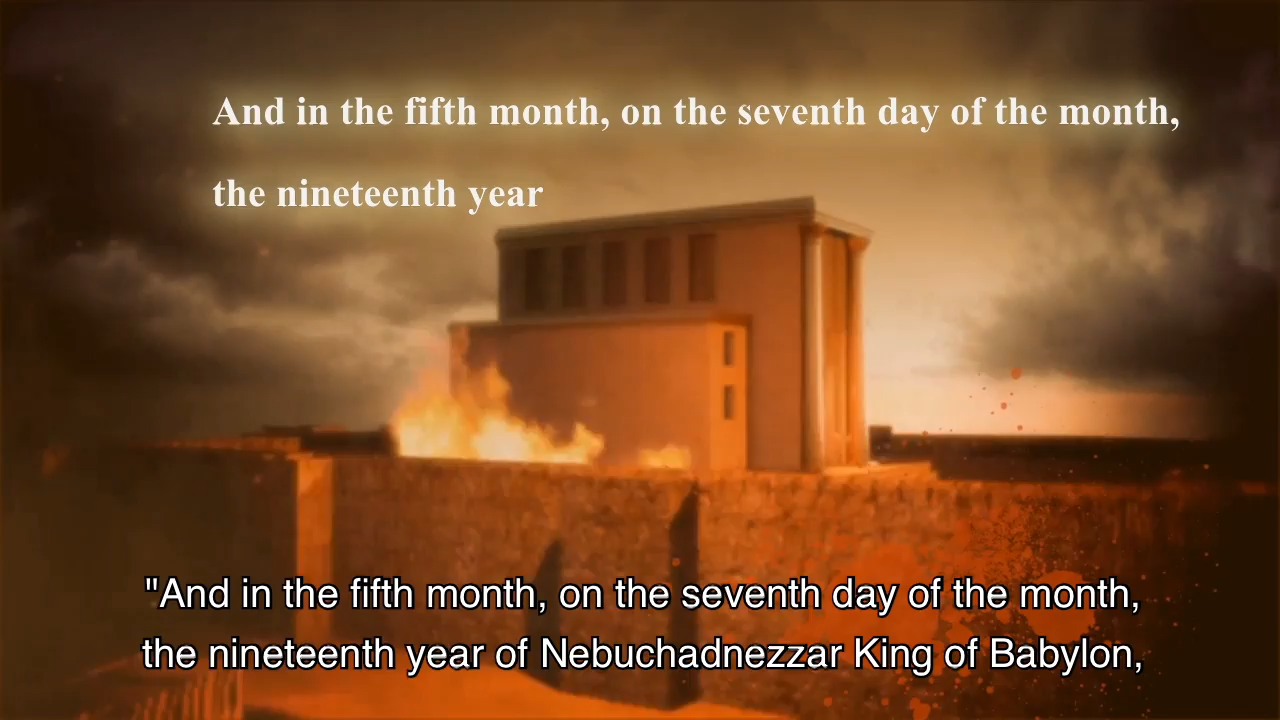 And in the fifth month, on the seventh day of the month,
the nineteenth year
"And in the fifth month, on the seventh day of the month,
the nineteenth year of Nebuchadnezzar King of Babylon,